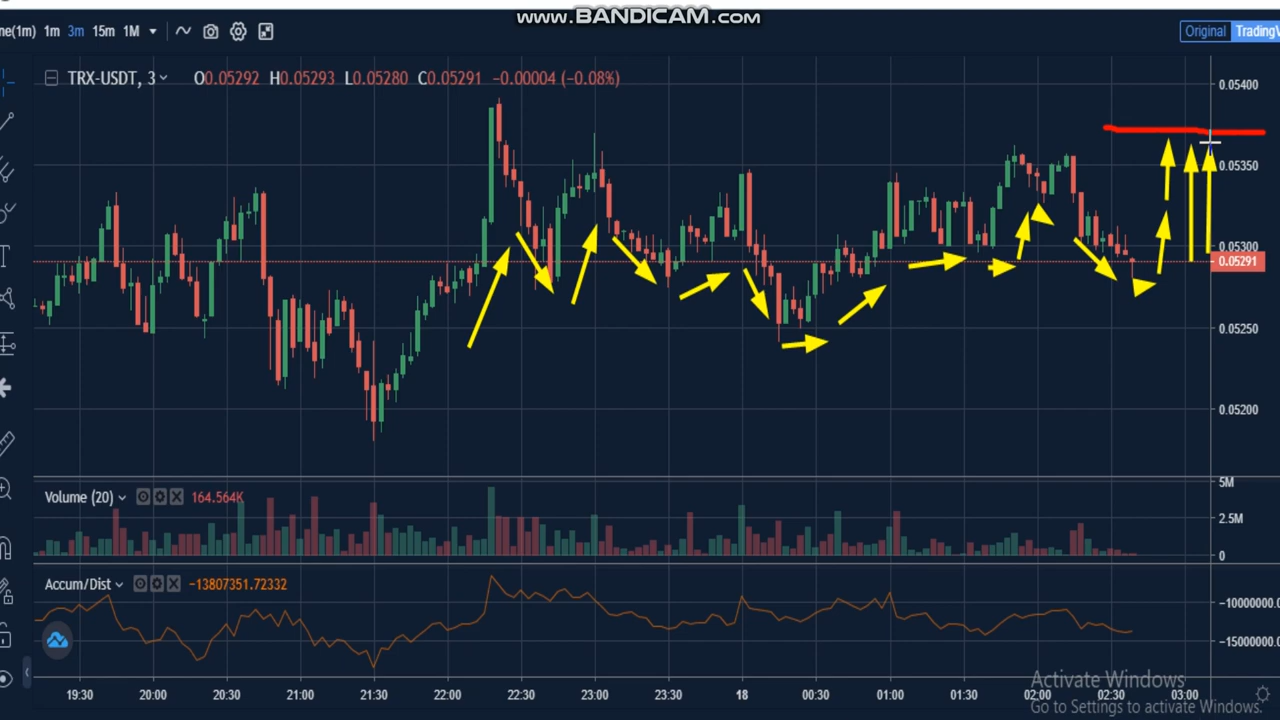 www.BANDICAM.com
ne(1m) 1m 3m 15m 1M
Original TradingV
TRX-USDT, 3 O0.05292 H0.05293 L0.05280 C0.05291 −0.00004 (−0.08%)
0.05400
0.05350
0.05300
0.05291
0.05250
0.05200
Volume (20) 164.564K
5M
2.5M
0
Accum/Dist −13807351.72332
−10000000.0
−15000000.0
19:30 20:00 20:30 21:00 21:30 22:00 22:30 23:00 23:30 18 00:30 01:00 01:30 02:00 02:30 03:00
Activate Windows
Go to Settings to activate Windows.